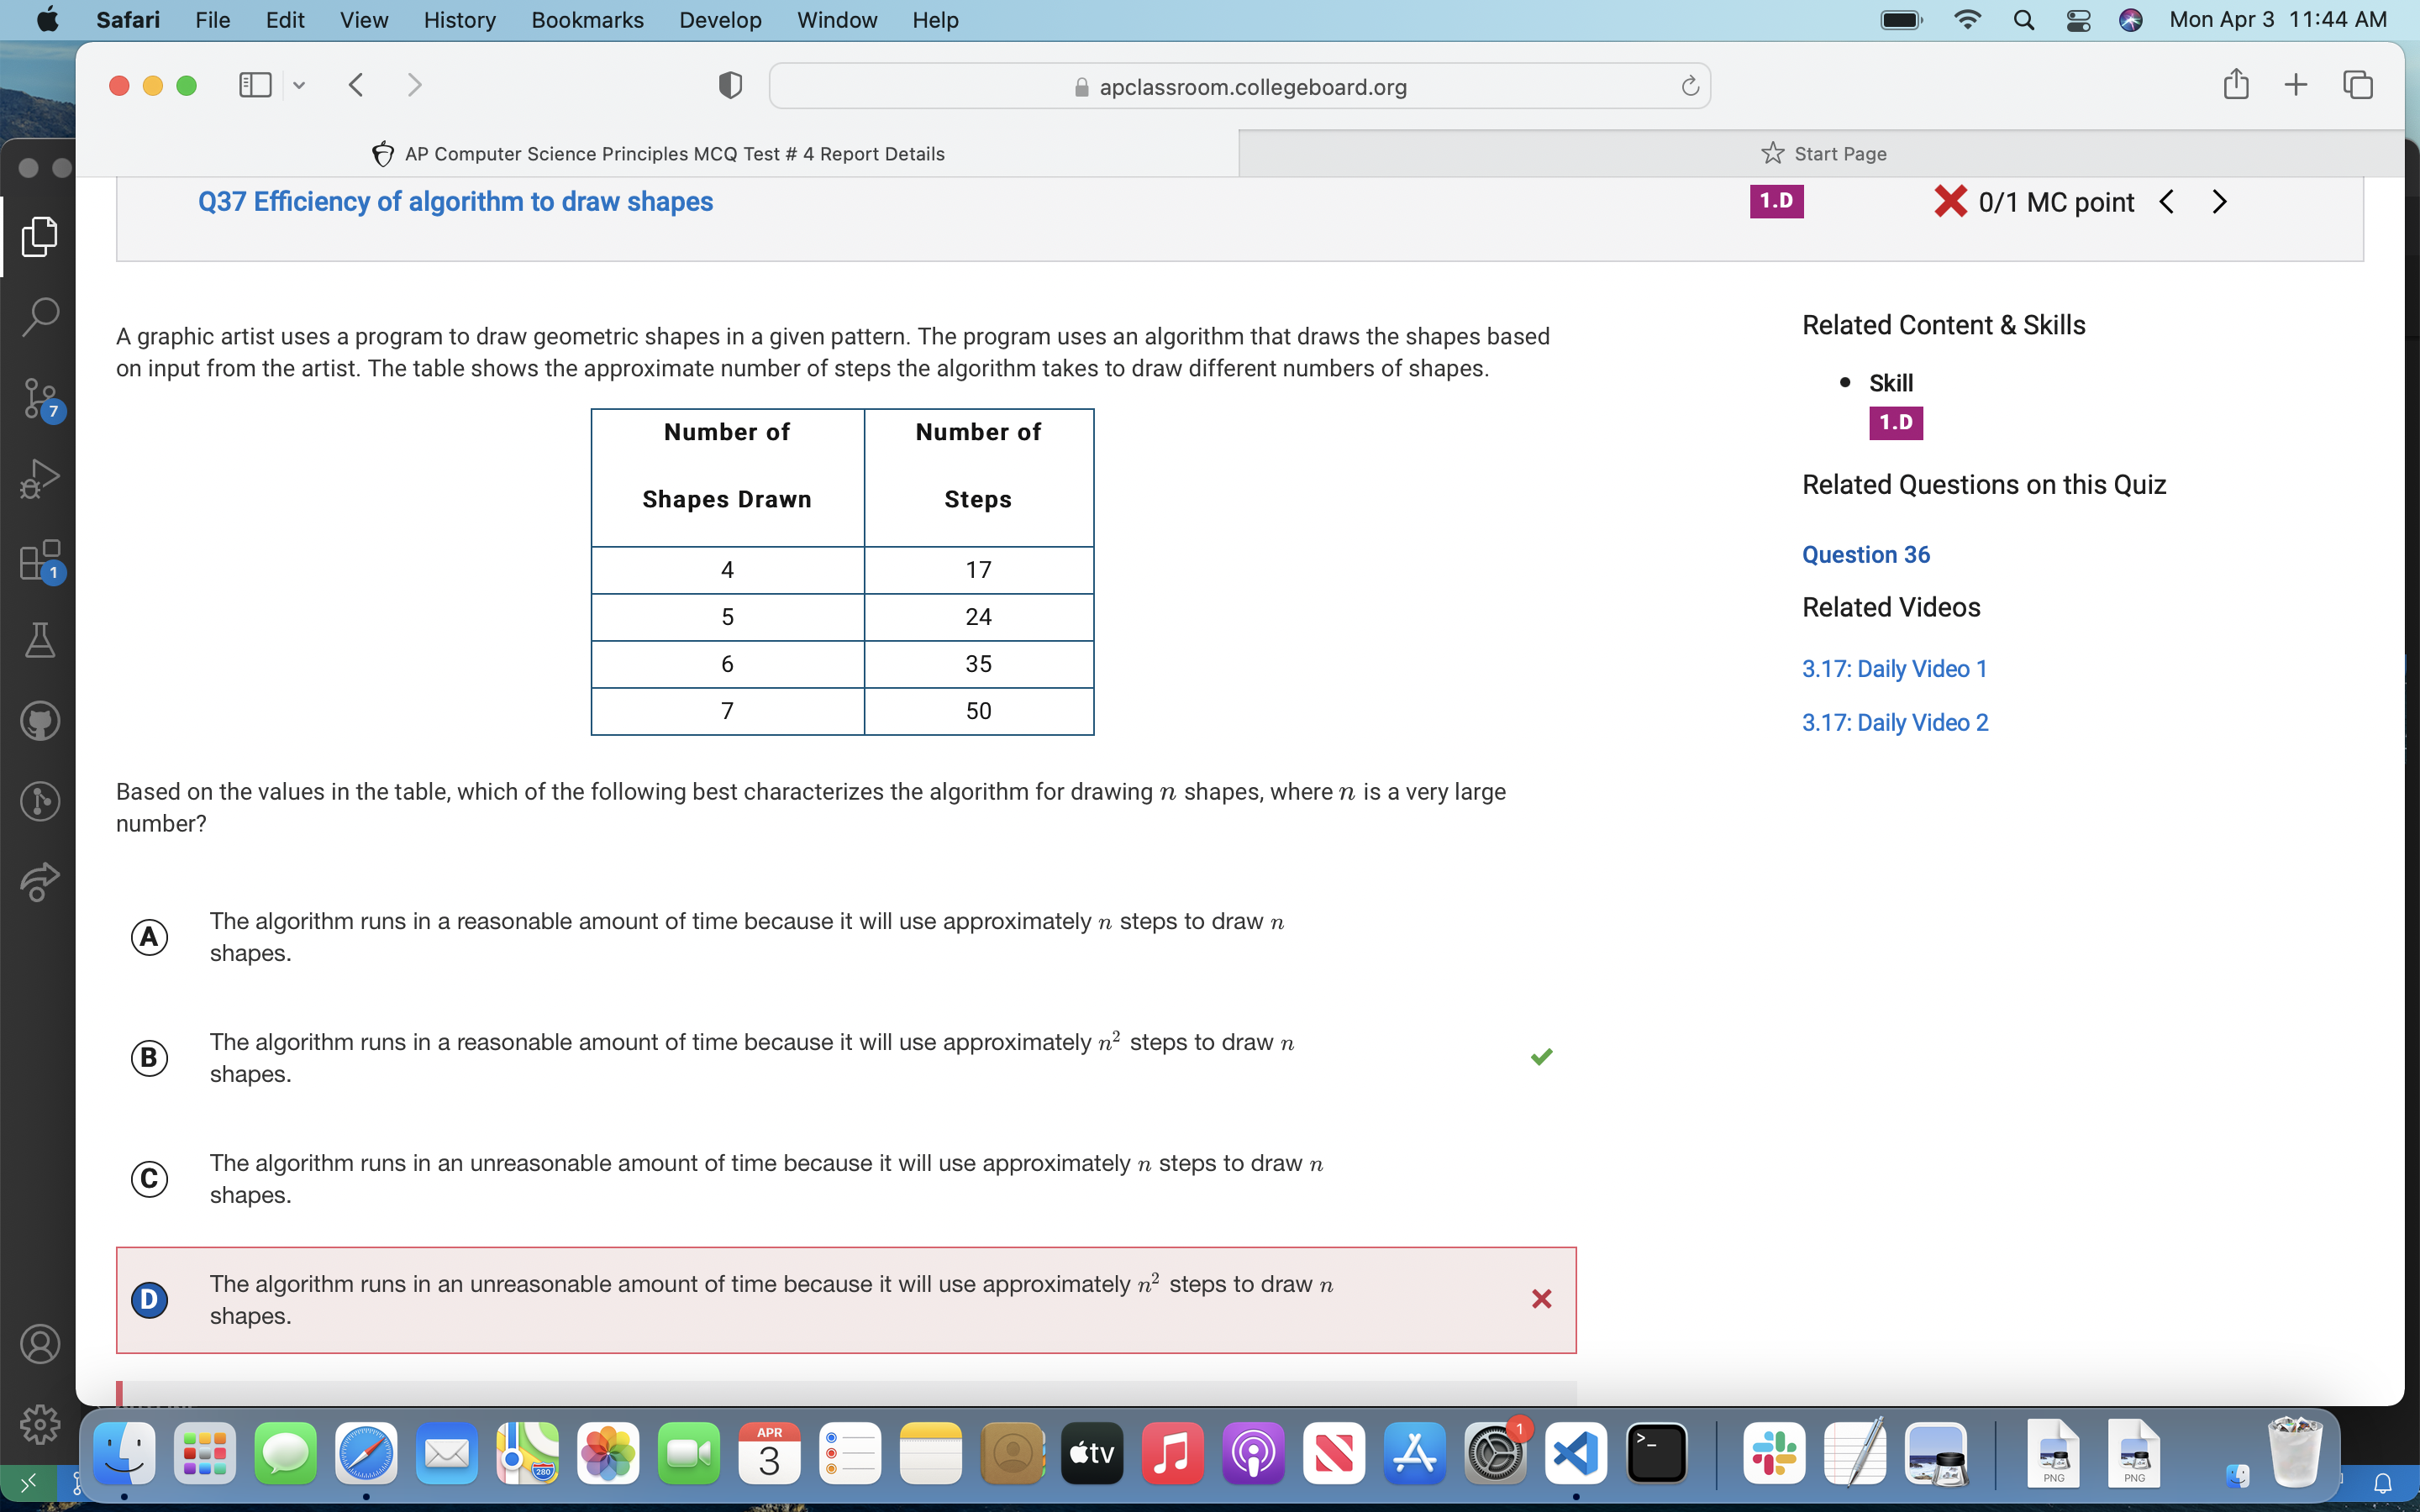 Safari File Edit View History Bookmarks Develop Window Help Mon Apr 3 11:44 AM
apclassroom.collegeboard.org
AP Computer Science Principles MCQ Test # 4 Report Details Start Page
Q37 Efficiency of algorithm to draw shapes 1.D 0/1 MC point
A graphic artist uses a program to draw geometric shapes in a given pattern. The program uses an algorithm that draws the shapes based
on input from the artist. The table shows the approximate number of steps the algorithm takes to draw different numbers of shapes.
Number of Number of
Shapes Drawn Steps
4 17
5 24
6 35
7 50
Based on the values in the table, which of the following best characterizes the algorithm for drawing n shapes, where n is a very large
number?
A The algorithm runs in a reasonable amount of time because it will use approximately n steps to draw n
shapes.
B The algorithm runs in a reasonable amount of time because it will use approximately n² steps to draw n
shapes.
C The algorithm runs in an unreasonable amount of time because it will use approximately n steps to draw n
shapes.
D The algorithm runs in an unreasonable amount of time because it will use approximately n² steps to draw n
shapes.
Related Content & Skills
Skill
1.D
Related Questions on this Quiz
Question 36
Related Videos
3.17: Daily Video 1
3.17: Daily Video 2
7
1
280
APR
3
tv
1
>_
PNG
PNG